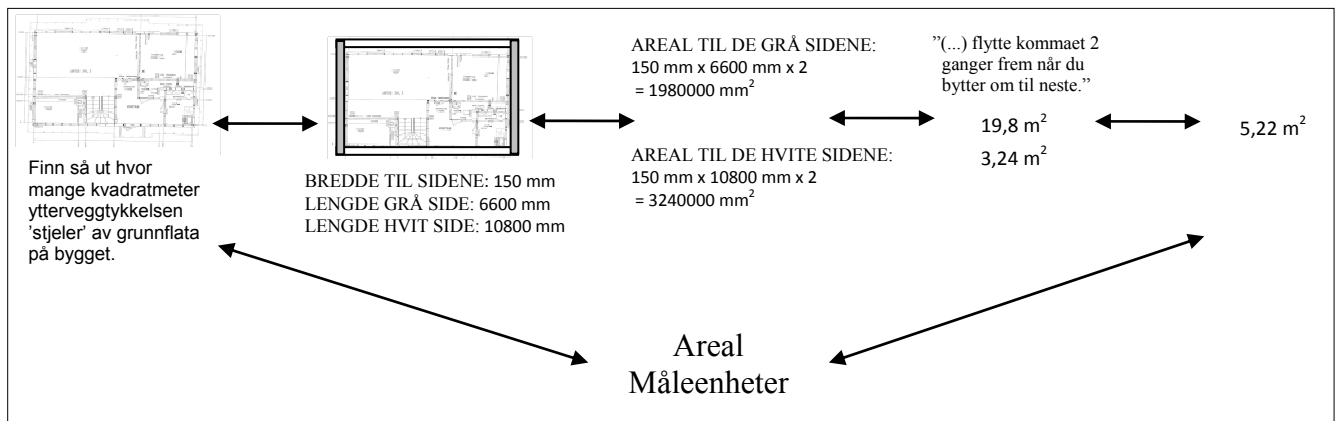 Finn så ut hvor
mange kvadratmeter
ytterveggtykkelsen
’stjeler’ av grunnflata
på bygget.
BREDDE TIL SIDENE: 150 mm
LENGDE GRÅ SIDE: 6600 mm
LENGDE HVIT SIDE: 10800 mm
AREAL TIL DE GRÅ SIDENE:
150 mm x 6600 mm x 2
= 1980000 mm²
AREAL TIL DE HVITE SIDENE:
150 mm x 10800 mm x 2
= 3240000 mm²
”(...) flytte kommaet 2
ganger frem når du
bytter om til neste.”
19,8 m²
3,24 m²
5,22 m²
Areal
Måleenheter